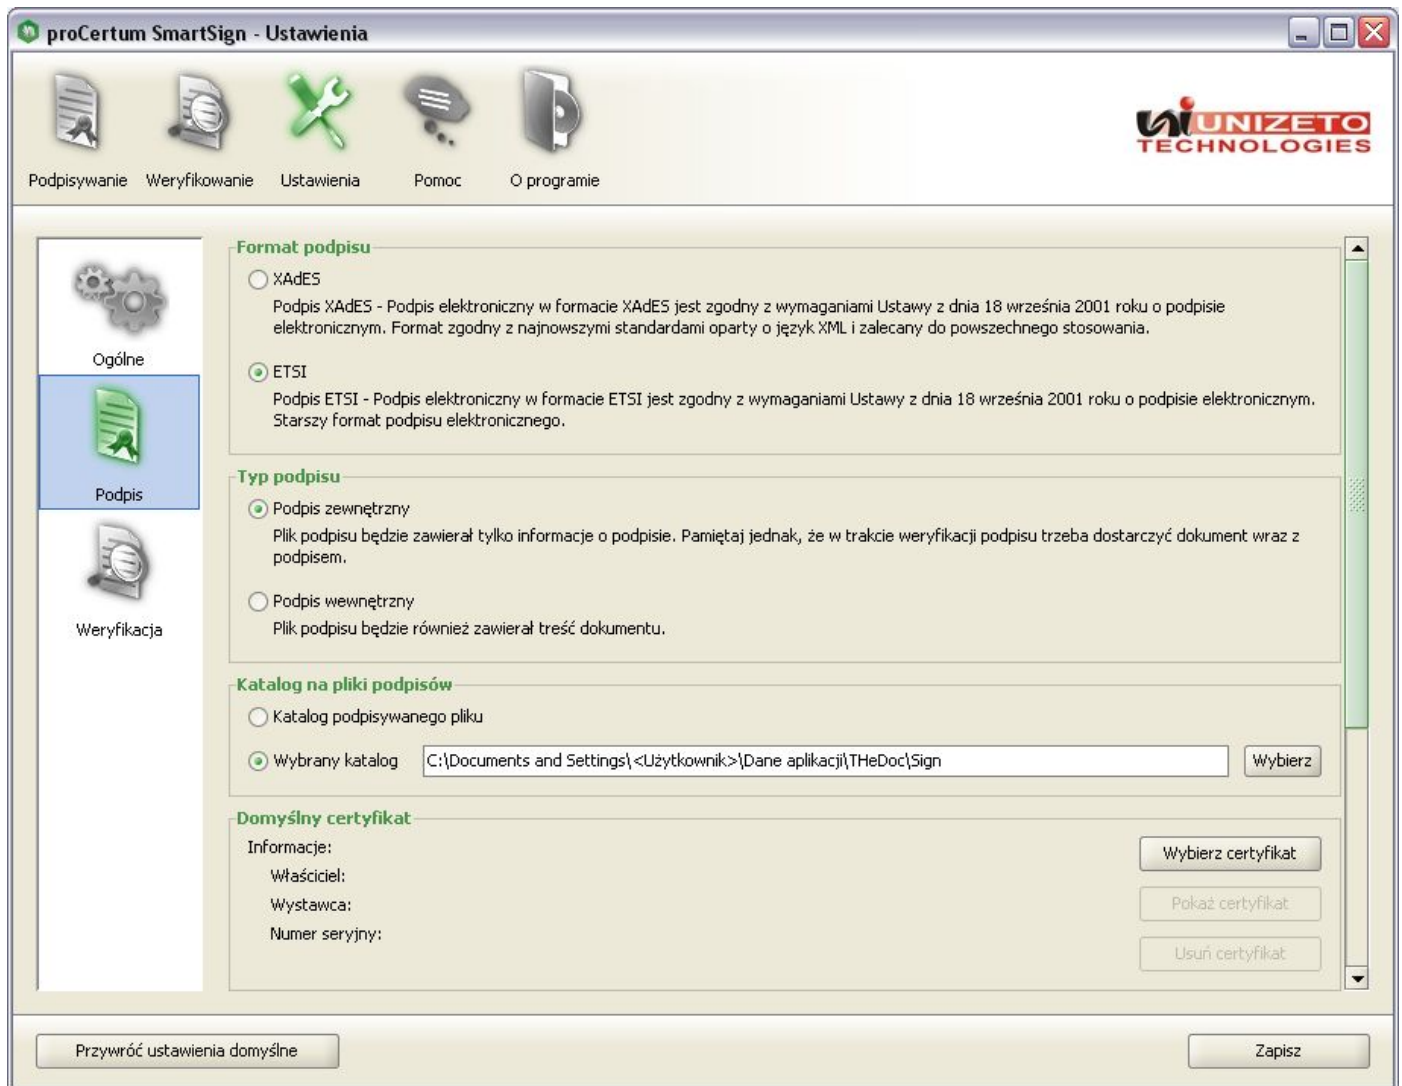 proCertum SmartSign - Ustawienia
UNIZETO
TECHNOLOGIES
Podpisywanie Weryfikowanie Ustawienia Pomoc O programie
Ogólne
Podpis
Weryfikacja
Format podpisu
XAdES
Podpis XAdES - Podpis elektroniczny w formacie XAdES jest zgodny z wymaganiami Ustawy z dnia 18 września 2001 roku o podpisie
elektronicznym. Format zgodny z najnowszymi standardami oparty o język XML i zalecany do powszechnego stosowania.
ETSI
Podpis ETSI - Podpis elektroniczny w formacie ETSI jest zgodny z wymaganiami Ustawy z dnia 18 września 2001 roku o podpisie elektronicznym.
Starszy format podpisu elektronicznego.
Typ podpisu
Podpis zewnętrzny
Plik podpisu będzie zawierał tylko informacje o podpisie. Pamiętaj jednak, że w trakcie weryfikacji podpisu trzeba dostarczyć dokument wraz z
podpisem.
Podpis wewnętrzny
Plik podpisu będzie również zawierał treść dokumentu.
Katalog na pliki podpisów
Katalog podpisywanego pliku
Wybrany katalog C:\Documents and Settings\<Użytkownik>\Dane aplikacji\THeDoc\Sign Wybierz
Domyślny certyfikat
Informacje:
Wybierz certyfikat
Właściciel:
Wystawca:
Pokaż certyfikat
Numer seryjny:
Usuń certyfikat
Przywróć ustawienia domyślne Zapisz